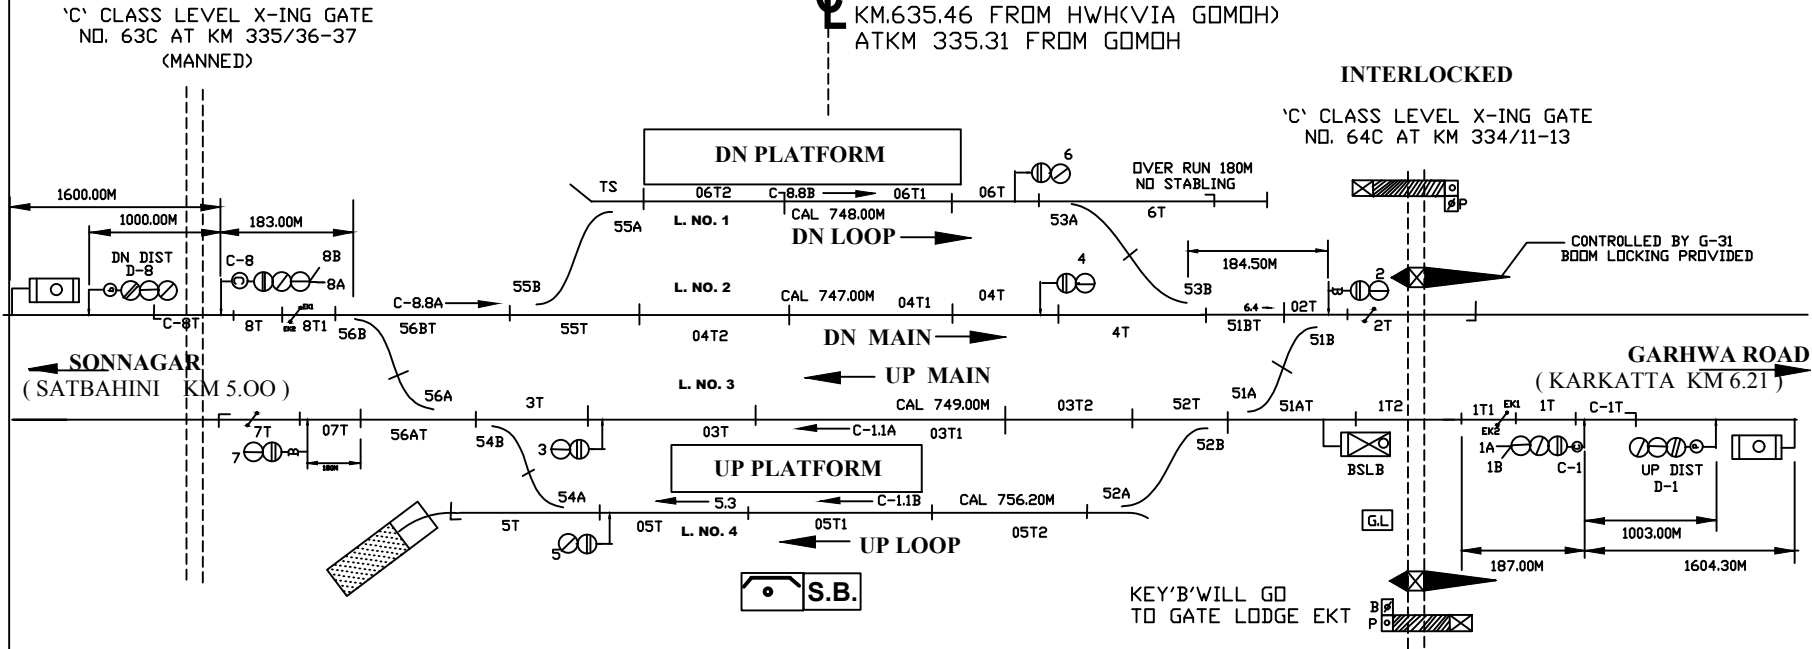 'C' CLASS LEVEL X-ING GATE
NO. 63C AT KM 335/36-37
(MANNED)
KM.635.46 FROM HWH(VIA GOMOH)
ATKM 335.31 FROM GOMOH
INTERLOCKED
'C' CLASS LEVEL X-ING GATE
NO. 64C AT KM 334/11-13
DN PLATFORM
6
OVER RUN 180M
NO STABLING
TS
06T2
C-8.8B
06T1
06T
6T
P
1600.00M
1000.00M
183.00M
L. NO. 1
CAL 748.00M
55A
53A
DN LOOP
CONTROLLED BY G-31
BOOM LOCKING PROVIDED
DN DIST
D-8
C-8
8B
8A
4
184.50M
2
L. NO. 2
CAL 747.00M
55B
53B
C-8.8A
04T1
04T
6.4
02T
B
C-8T
8T
EK1
EK2
8T1
56B
56BT
55T
04T2
DN MAIN
4T
51BT
51B
2T
SONNAGAR
( SATBAHINI KM 5.OO )
UP MAIN
L. NO. 3
GARHWA ROAD
( KARKATTA KM 6.21 )
56A
3T
CAL 749.00M
03T2
52T
51A
51AT
1T2
1T1
EK1
EK2
1T
C-1T
7T
07T
56AT
54B
03T
C-1.1A
03T1
52B
7
B
180M
3
UP PLATFORM
BSLB
1A
1B
C
C-1
P
UP DIST
D-1
54A
5.3
C-1.1B
CAL 756.20M
52A
5T
05T
L. NO. 4
05T1
05T2
G.L
1003.00M
5
UP LOOP
187.00M
1604.30M
S.B.
KEY'B'WILL GO
TO GATE LODGE EKT
B
P